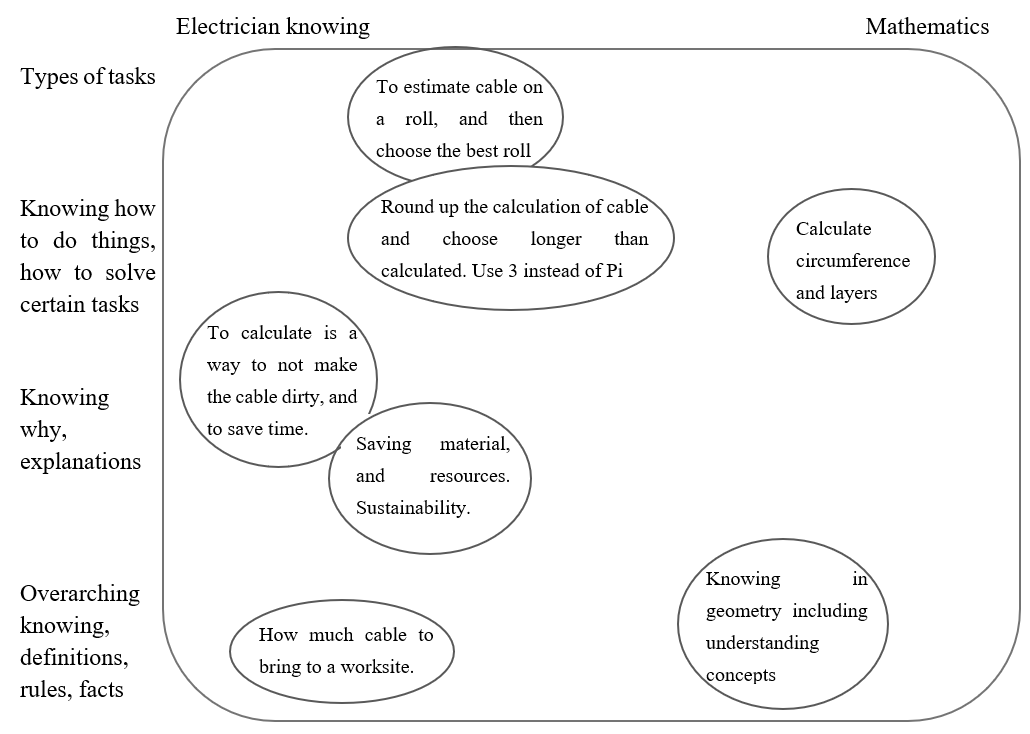 Electrician knowing
Mathematics
Types of tasks
To estimate cable on
a roll, and then
choose the best roll
Knowing how
to do things,
how to solve
certain tasks
Round up the calculation of cable
and choose longer than
calculated. Use 3 instead of Pi
Calculate
circumference
and layers
To calculate is a
way to not make
the cable dirty, and
to save time.
Knowing
why,
explanations
Saving material,
and resources.
Sustainability.
Overarching
knowing,
definitions,
rules, facts
How much cable to
bring to a worksite.
Knowing in
geometry including
understanding
concepts